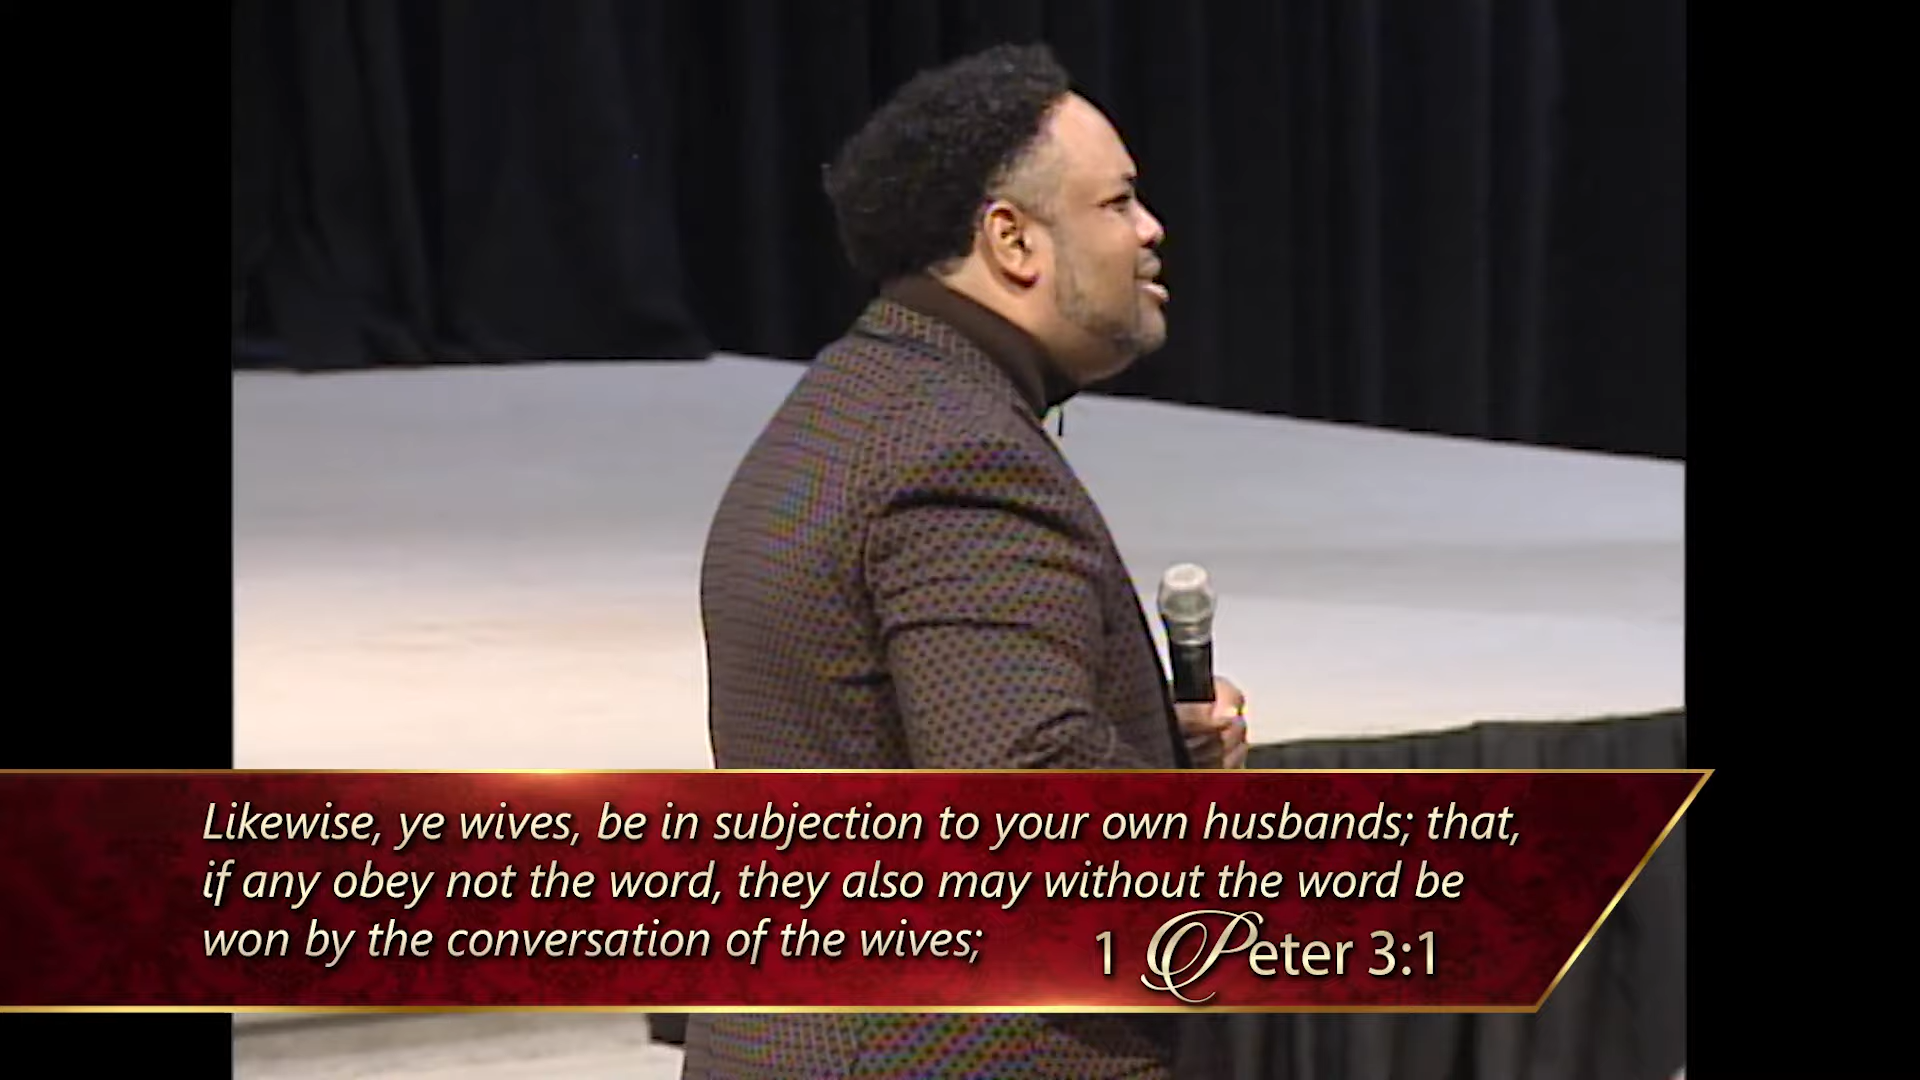 Likewise, ye wives, be in subjection to your own husbands; that,
if any obey not the word, they also may without the word be
won by the conversation of the wives;
1 Peter 3:1